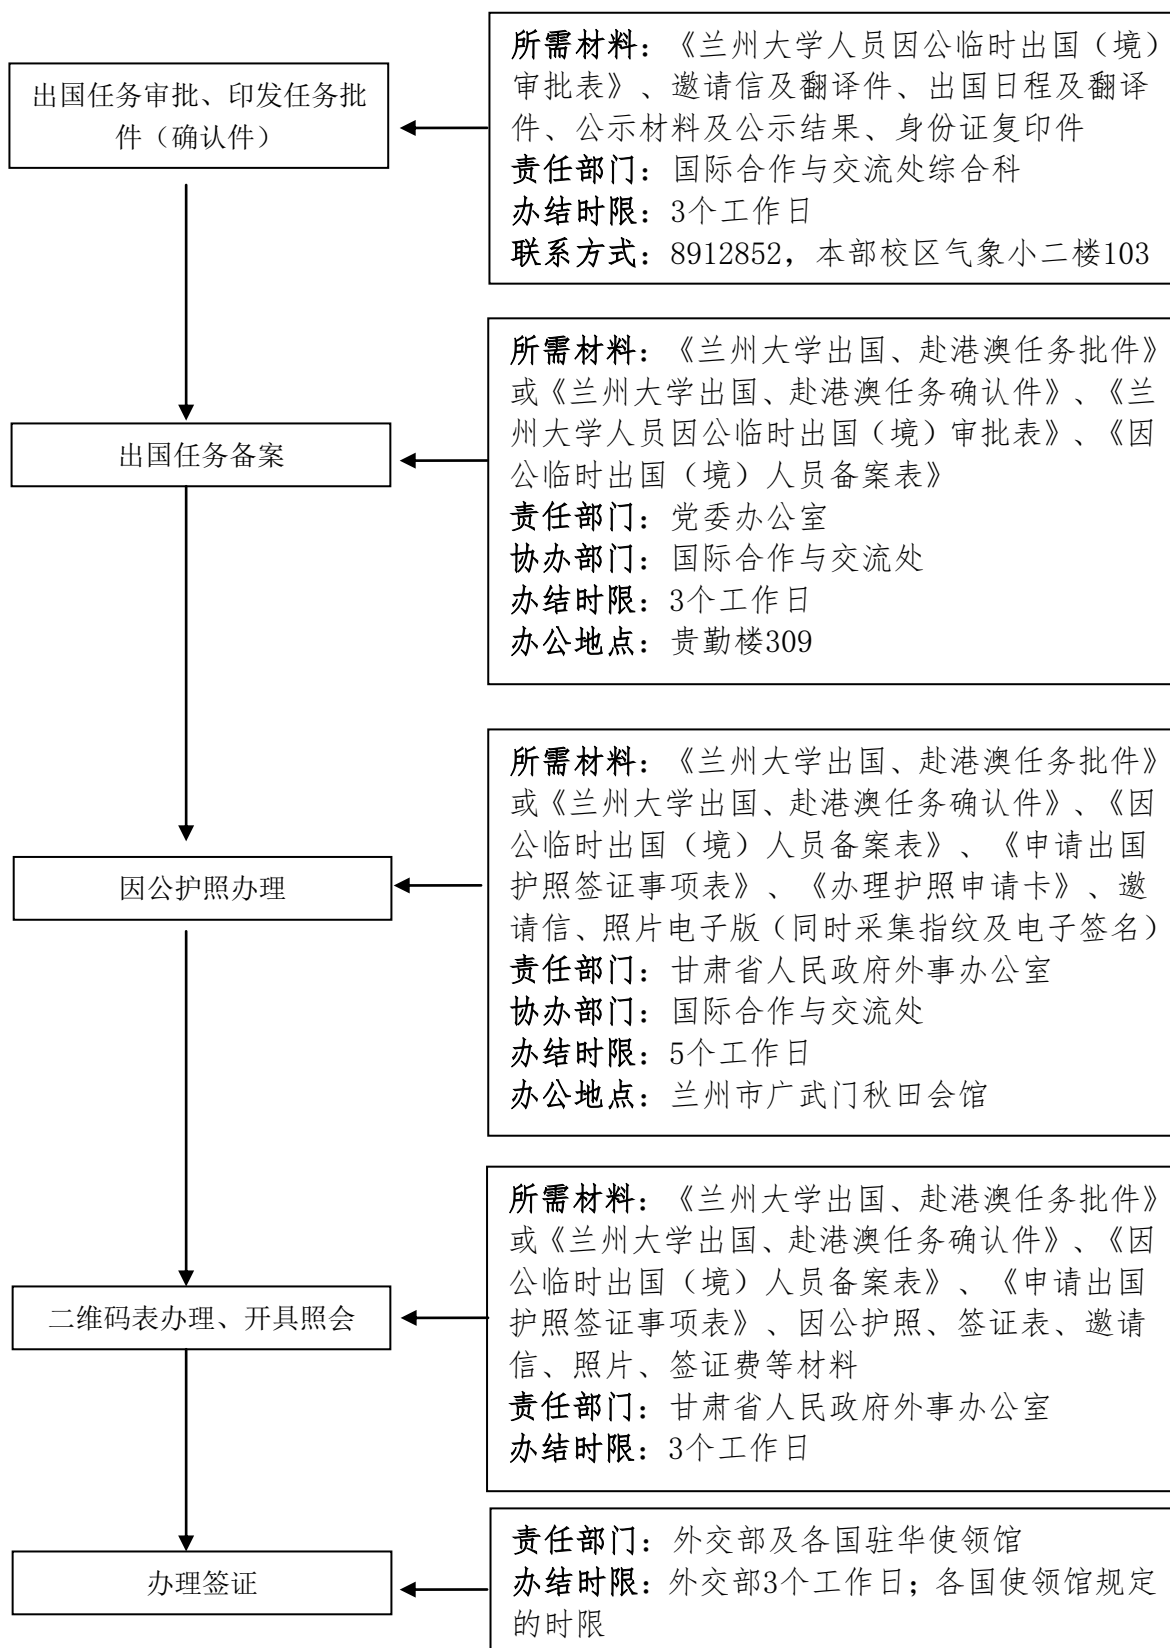 出国任务审批、印发任务批
件（确认件）
所需材料：《兰州大学人员因公临时出国（境）
审批表》、邀请信及翻译件、出国日程及翻译
件、公示材料及公示结果、身份证复印件
责任部门：国际合作与交流处综合科
办结时限：3个工作日
联系方式：8912852，本部校区气象小二楼103
出国任务备案
所需材料：《兰州大学出国、赴港澳任务批件》
或《兰州大学出国、赴港澳任务确认件》、《兰
州大学人员因公临时出国（境）审批表》、《因
公临时出国（境）人员备案表》
责任部门：党委办公室
协办部门：国际合作与交流处
办结时限：3个工作日
办公地点：贵勤楼309
因公护照办理
所需材料：《兰州大学出国、赴港澳任务批件》
或《兰州大学出国、赴港澳任务确认件》、《因
公临时出国（境）人员备案表》、《申请出国
护照签证事项表》、《办理护照申请卡》、邀
请信、照片电子版（同时采集指纹及电子签名）
责任部门：甘肃省人民政府外事办公室
协办部门：国际合作与交流处
办结时限：5个工作日
办公地点：兰州市广武门秋田会馆
二维码表办理、开具照会
所需材料：《兰州大学出国、赴港澳任务批件》
或《兰州大学出国、赴港澳任务确认件》、《因
公临时出国（境）人员备案表》、《申请出国
护照签证事项表》、因公护照、签证表、邀请
信、照片、签证费等材料
责任部门：甘肃省人民政府外事办公室
办结时限：3个工作日
办理签证
责任部门：外交部及各国驻华使领馆
办结时限：外交部3个工作日；各国使领馆规定
的时限